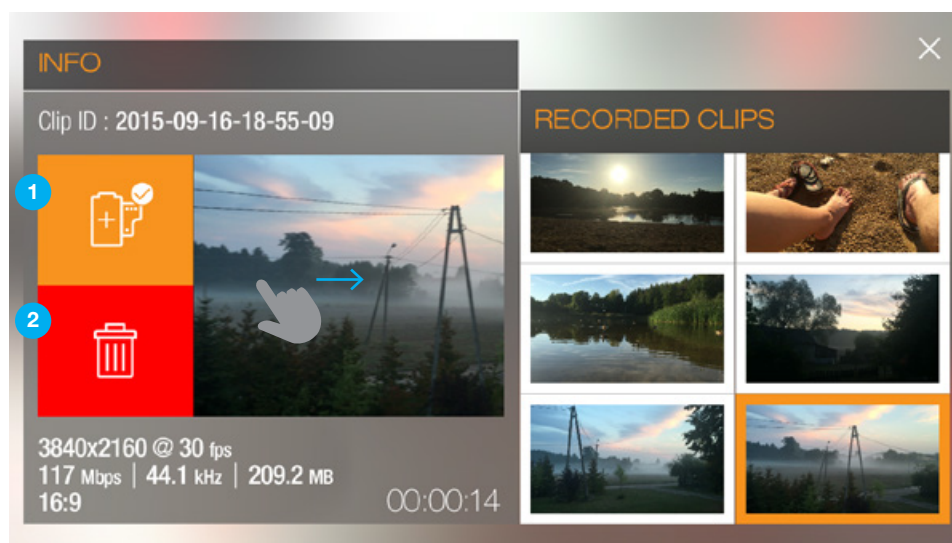 INFO
Clip ID : 2015-09-16-18-55-09
1
2
3840x2160 @ 30 fps
117 Mbps | 44.1 kHz | 209.2 MB
16:9
00:00:14
RECORDED CLIPS